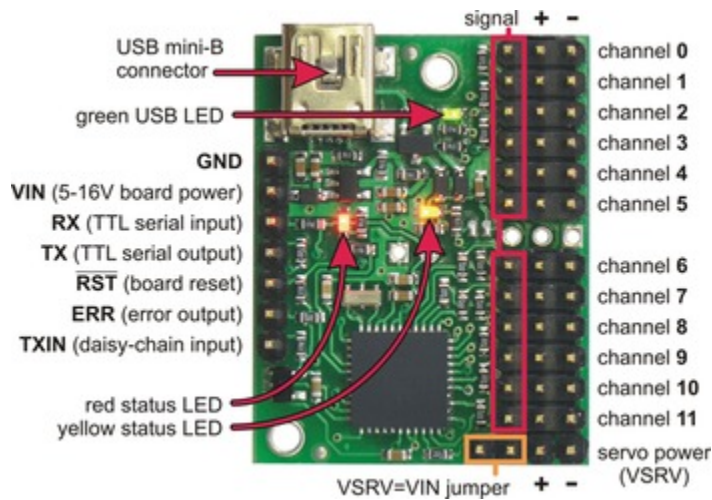 signal + −
USB mini-B
connector
green USB LED
GND
VIN (5-16V board power)
RX (TTL serial input)
TX (TTL serial output)
RST (board reset)
ERR (error output)
TXIN (daisy-chain input)
red status LED
yellow status LED
channel 0
channel 1
channel 2
channel 3
channel 4
channel 5
channel 6
channel 7
channel 8
channel 9
channel 10
channel 11
servo power
(VSRV)
VSRV=VIN jumper
+ −